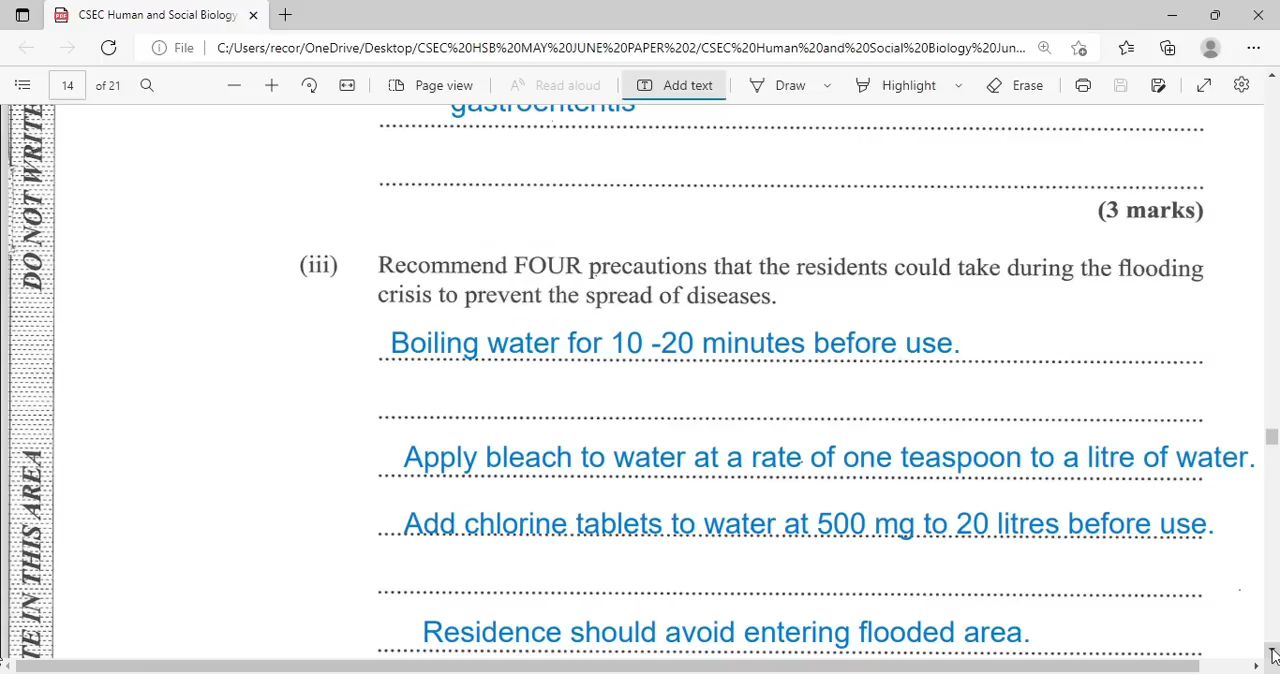 CSEC Human and Social Biology
File
C:/Users/recor/OneDrive/Desktop/CSEC%20HSB%20MAY%20JUNE%20PAPER%202/CSEC%20Human%20and%20Social%20Biology%20Jun...
14 of 21
Page view
Read aloud
Add text
Draw
Highlight
Erase
gastroenteritis
(3 marks)
(iii) Recommend FOUR precautions that the residents could take during the flooding
crisis to prevent the spread of diseases.
Boiling water for 10 -20 minutes before use.
Apply bleach to water at a rate of one teaspoon to a litre of water.
Add chlorine tablets to water at 500 mg to 20 litres before use.
Residence should avoid entering flooded area.
DO NOT WRITE
TE IN THIS AREA